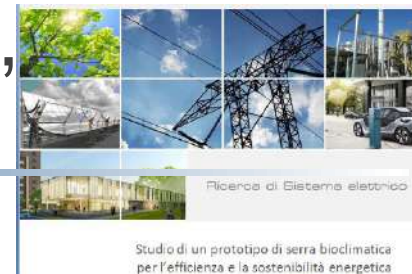 ,
Ricerca di Sistema elettrico
Studio di un prototipo di serra bioclimatica
per l'efficienza e la sostenibilità energetica